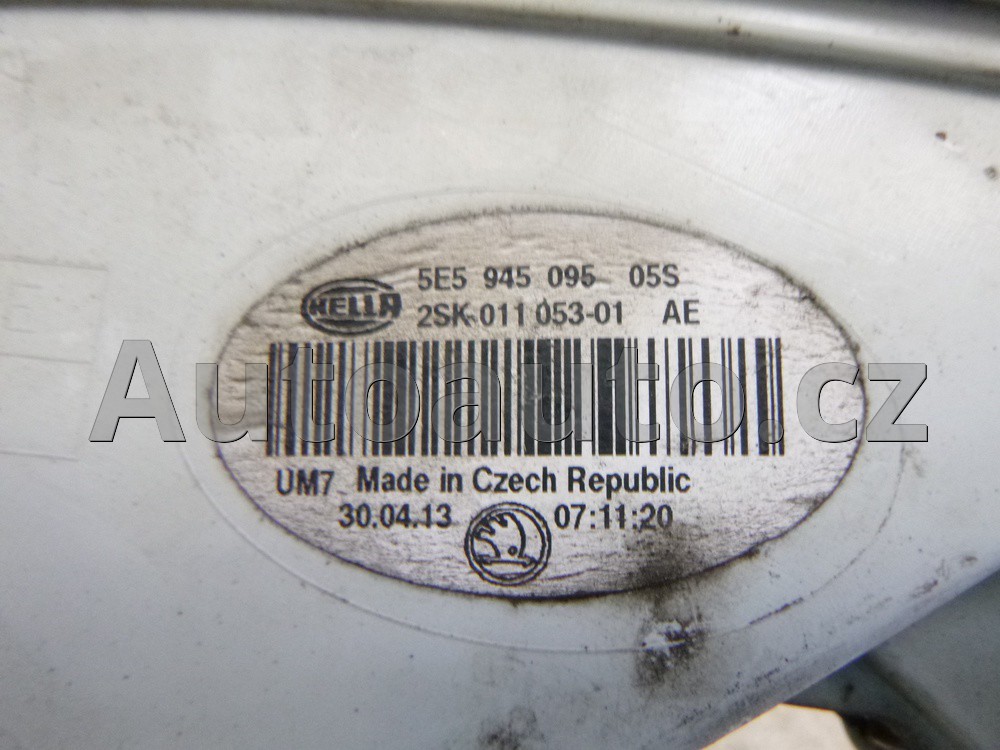 5E5 945 095 05S
HELLA
2SK 011 053-01 AE
Autoauto.cz
UM7 Made in Czech Republic
30.04.13 07:11:20